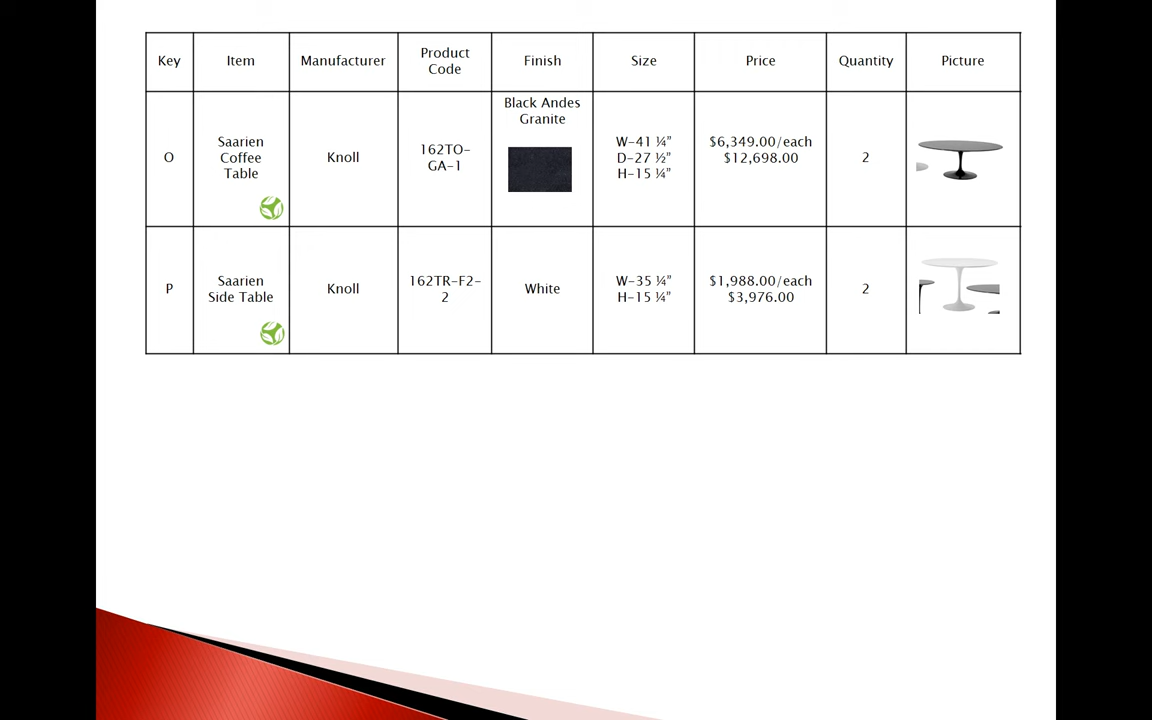 Key Item Manufacturer Product Code Finish Size Price Quantity Picture
Black Andes
Granite
O
Saarien
Coffee
Table
Knoll
162TO-
GA-1
W-41 ¼”
D-27 ½”
H-15 ¼”
$6,349.00/each
$12,698.00
2
P
Saarien
Side Table
Knoll
162TR-F2-
2
White
W-35 ¼”
H-15 ¼”
$1,988.00/each
$3,976.00
2